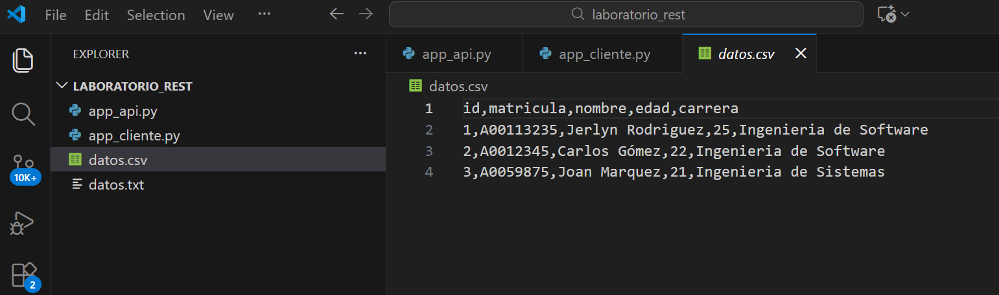 File Edit Selection View ··· laboratorio_rest
EXPLORER ···
LABORATORIO_REST
app_api.py
app_cliente.py
datos.csv
datos.txt
10K+
2
app_api.py app_cliente.py datos.csv
datos.csv
1 id,matricula,nombre,edad,carrera
2 1,A00113235,Jerlyn Rodriguez,25,Ingenieria de Software
3 2,A0012345,Carlos Gómez,22,Ingenieria de Software
4 3,A0059875,Joan Marquez,21,Ingenieria de Sistemas